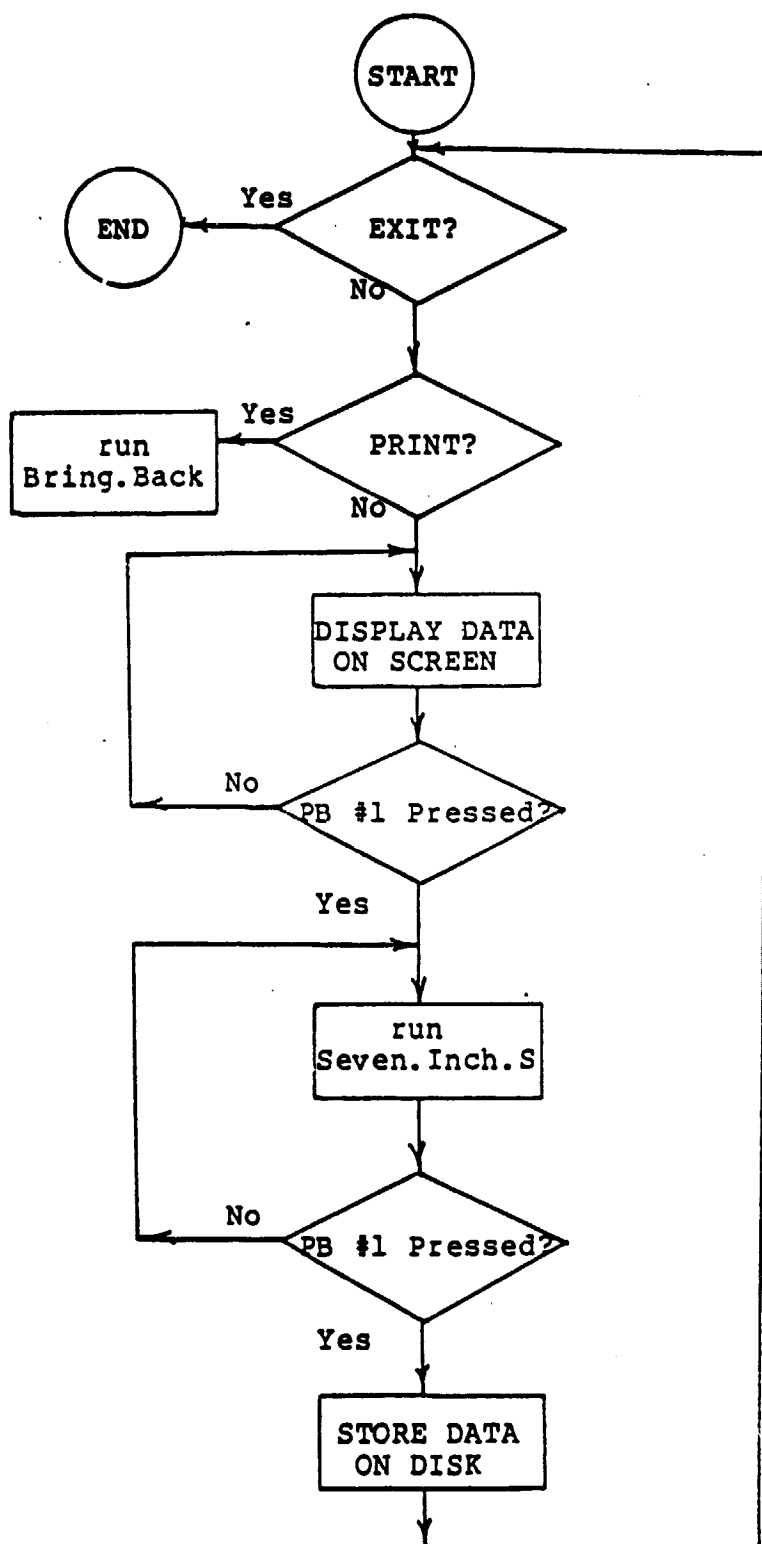 START
Yes
END
EXIT?
No
Yes
run
Bring.Back
PRINT?
No
DISPLAY DATA
ON SCREEN
No
PB #1 Pressed?
Yes
run
Seven.Inch.S
No
PB #1 Pressed?
Yes
STORE DATA
ON DISK